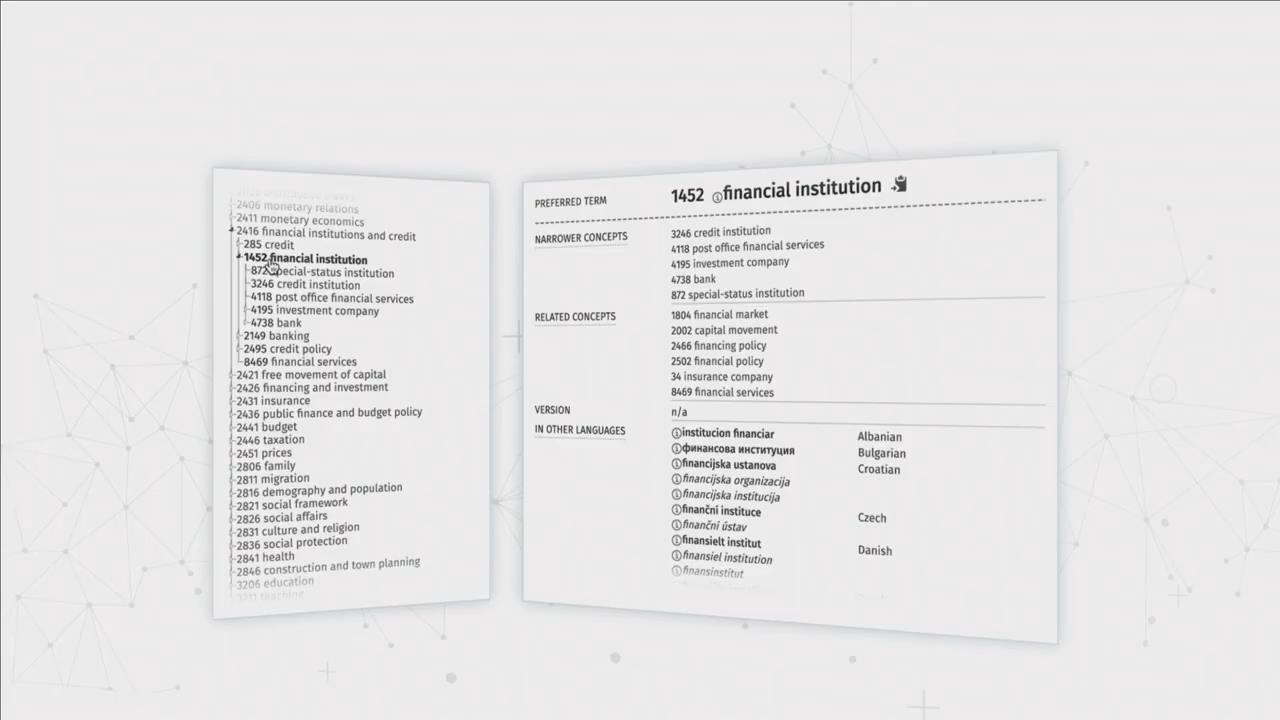 2406 monetary relations
2411 monetary economics
2416 financial institutions and credit
285 credit
1452 financial institution
872 special-status institution
3246 credit institution
4118 post office financial services
4195 investment company
4738 bank
2149 banking
2495 credit policy
8469 financial services
2421 free movement of capital
2426 financing and investment
2431 insurance
2436 public finance and budget policy
2441 budget
2446 taxation
2451 prices
2806 family
2811 migration
2816 demography and population
2821 social framework
2826 social affairs
2831 culture and religion
2836 social protection
2841 health
2846 construction and town planning
3206 education
3211 teaching
PREFERRED TERM 1452 financial institution
NARROWER CONCEPTS 3246 credit institution
4118 post office financial services
4195 investment company
4738 bank
872 special-status institution
RELATED CONCEPTS 1804 financial market
2002 capital movement
2466 financing policy
2502 financial policy
34 insurance company
8469 financial services
VERSION n/a
IN OTHER LANGUAGES institucion financiar Albanian
финансова институция Bulgarian
financijska ustanova Croatian
financijska organizacija
financijska institucija
finanční instituce Czech
finanční ústav
finansielt institut Danish
finansiel institution
finansinstitut